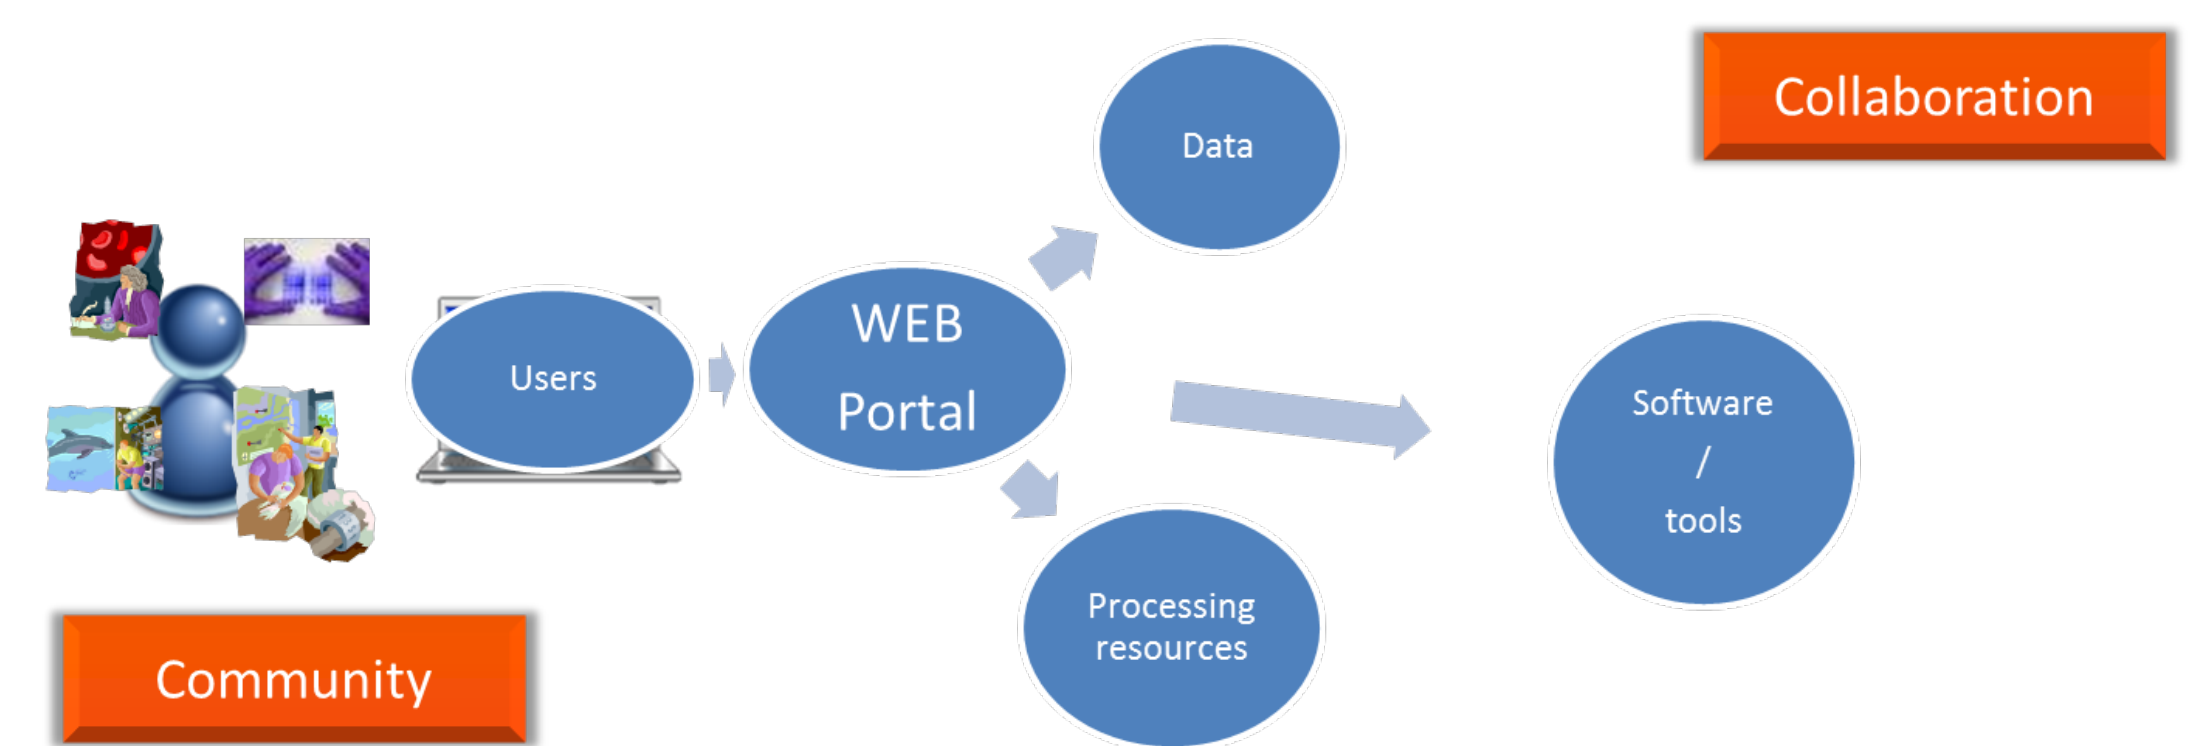 Collaboration
Data
WEB
Portal
Users
Software
/
tools
Processing
resources
Community